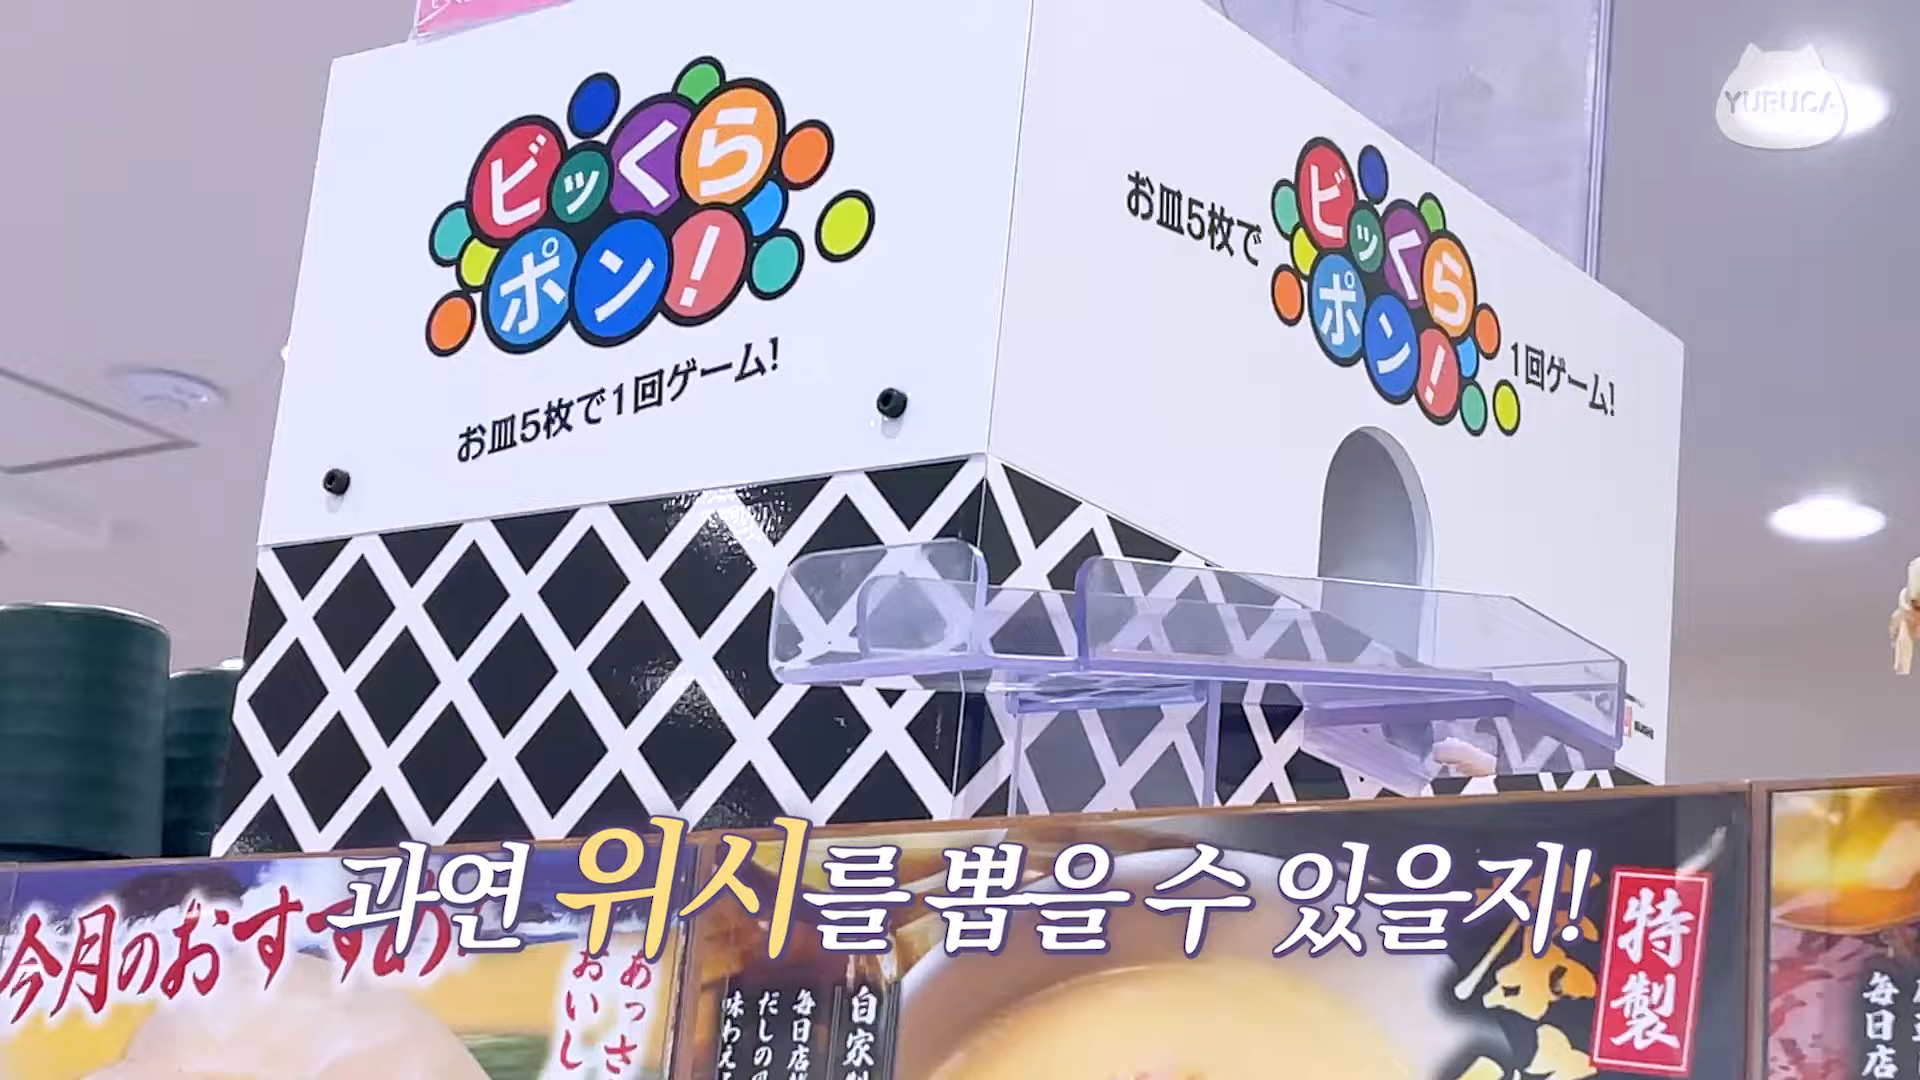 YURUCA
ビッくら
ポン!
お皿5枚で1回ゲーム!
お皿5枚で
ビッくら
ポン!
1回ゲーム!
과연 위시를 뽑을 수 있을지!
今月のおすすめ
あっさ
おいし
特製
自家製
毎日店
だしの
味わえ
毎日店